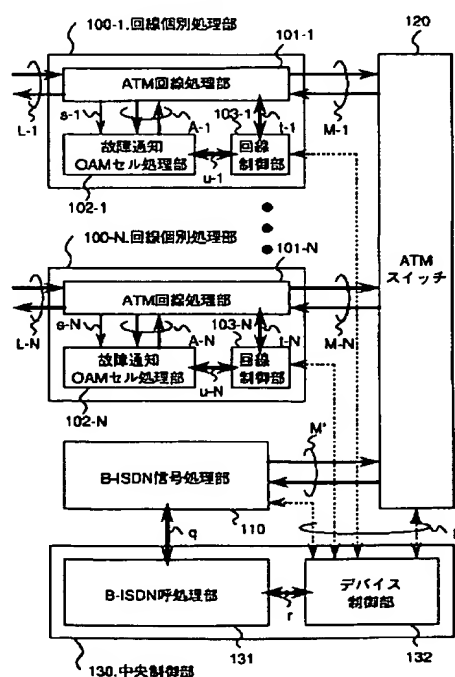 100-1.回線個別処理部
101-1
120
ATM回線処理部
L-1
s-1
A-1
103-1
t-1
M-1
故障通知
OAMセル処理部
回線
制御部
u-1
102-1
100-N.回線個別処理部
101-N
ATM
スイッチ
ATM回線処理部
L-N
s-N
A-N
103-N
t-N
M-N
故障通知
OAMセル処理部
回線
制御部
u-N
102-N
M'
B-ISDN信号処理部
110
q
B-ISDN呼処理部
r
デバイス
制御部
131
132
130.中央制御部